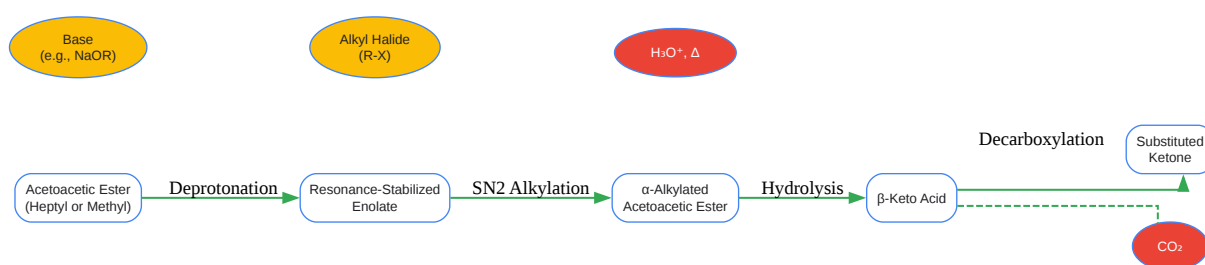 Base
(e.g., NaOR)
Alkyl Halide
(R-X)
H₃O⁺, Δ
Acetoacetic Ester
(Heptyl or Methyl)
Deprotonation
Resonance-Stabilized
Enolate
SN2 Alkylation
α-Alkylated
Acetoacetic Ester
Hydrolysis
β-Keto Acid
Decarboxylation
Substituted
Ketone
CO₂